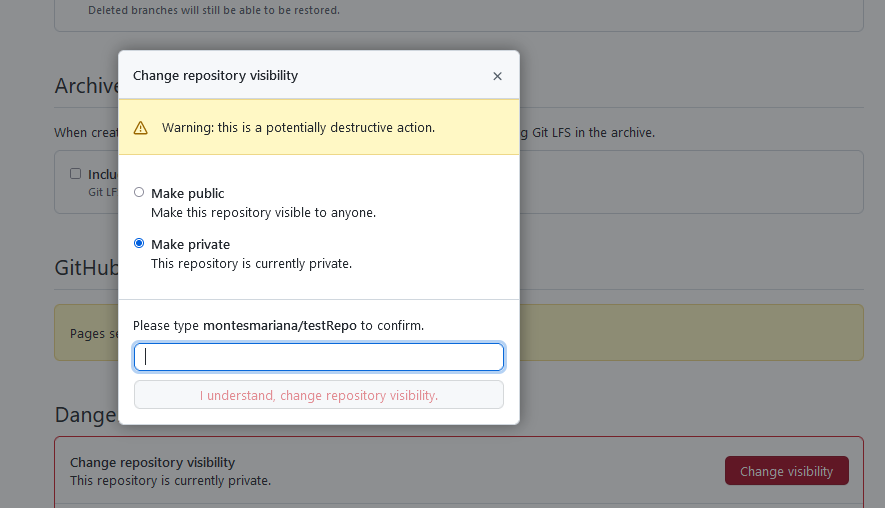 Deleted branches will still be able to be restored.
Change repository visibility
Archive
Warning: this is a potentially destructive action.
When creat
g Git LFS in the archive.
Inclu
Git LF
Make public
Make this repository visible to anyone.
Make private
This repository is currently private.
GitHub
Please type montesmariana/testRepo to confirm.
Pages se
I understand, change repository visibility.
Dange
Change repository visibility
This repository is currently private.
Change visibility